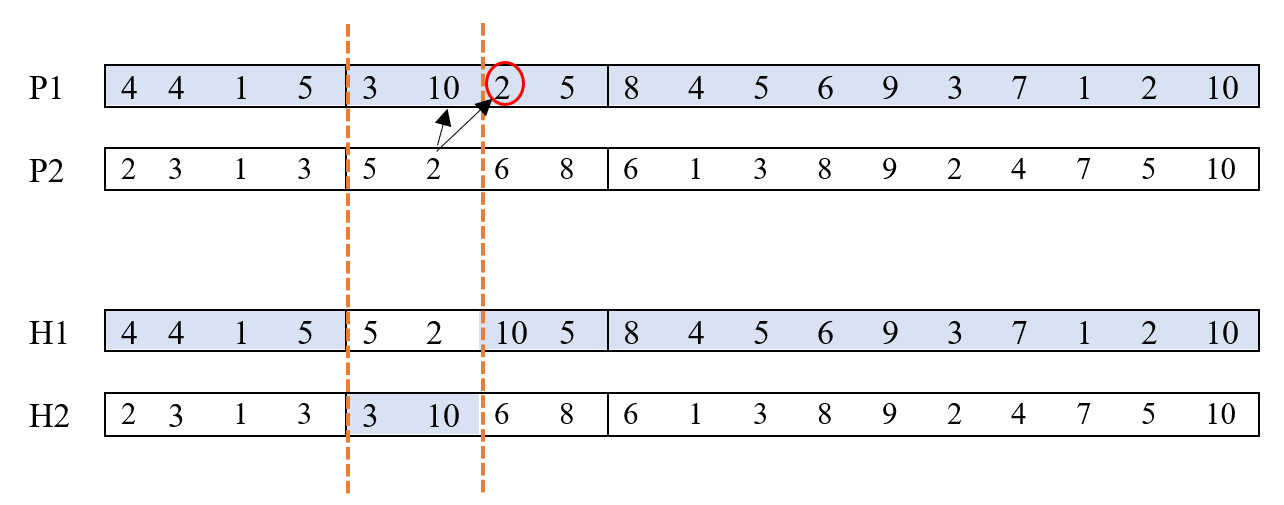 P1 4 4 1 5 3 10 2 5 8 4 5 6 9 3 7 1 2 10
P2 2 3 1 3 5 2 6 8 6 1 3 8 9 2 4 7 5 10
H1 4 4 1 5 5 2 10 5 8 4 5 6 9 3 7 1 2 10
H2 2 3 1 3 3 10 6 8 6 1 3 8 9 2 4 7 5 10